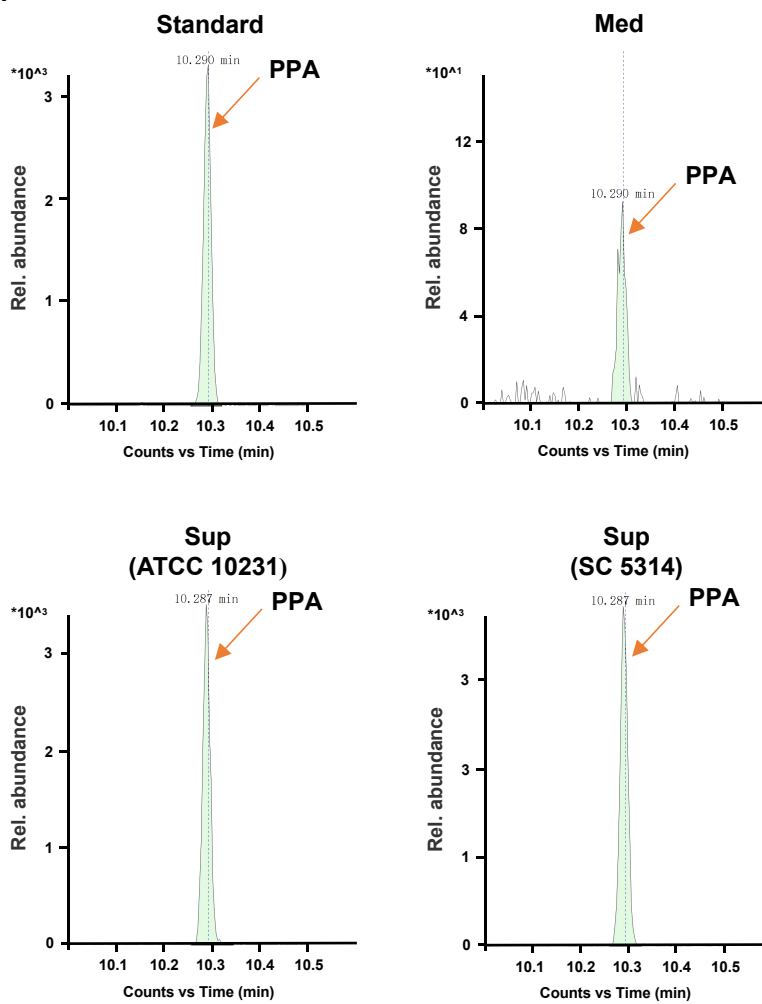 Standard
*10^3
10.290 min
PPA
3
2
1
0
Rel. abundance
10.1 10.2 10.3 10.4 10.5
Counts vs Time (min)
Med
*10^1
10.290 min
PPA
12
8
4
0
Rel. abundance
10.1 10.2 10.3 10.4 10.5
Counts vs Time (min)
Sup
(ATCC 10231)
*10^3
10.287 min
PPA
3
2
1
0
Rel. abundance
10.1 10.2 10.3 10.4 10.5
Counts vs Time (min)
Sup
(SC 5314)
*10^3
10.287 min
PPA
3
3
1
0
Rel. abundance
10.1 10.2 10.3 10.4 10.5
Counts vs Time (min)